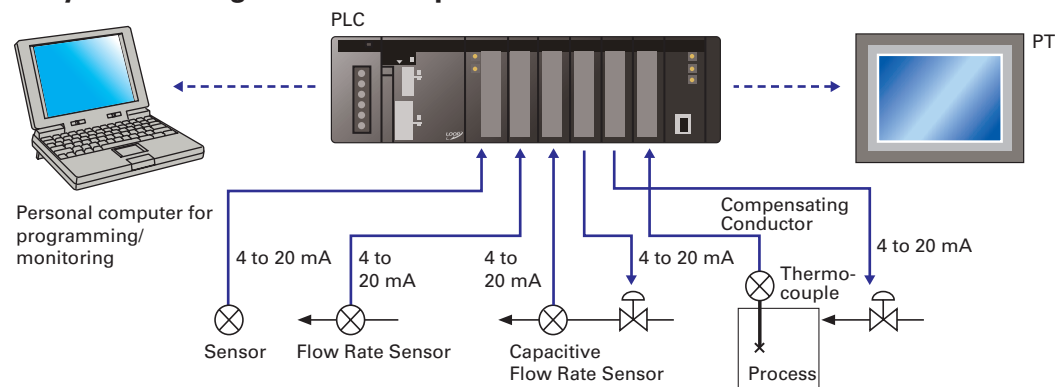 PLC
PT
Personal computer for
programming/
monitoring
4 to 20 mA
4 to
20 mA
4 to
20 mA
4 to 20 mA
Compensating
Conductor
4 to 20 mA
Thermo-
couple
Sensor
Flow Rate Sensor
Capacitive
Flow Rate Sensor
Process